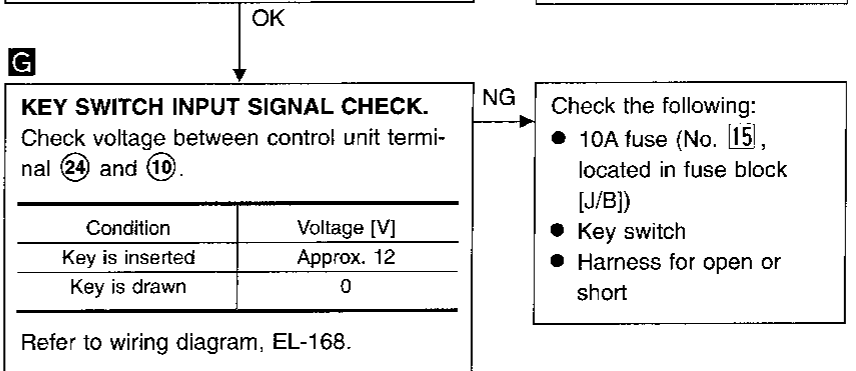 OK
G
KEY SWITCH INPUT SIGNAL CHECK.
Check voltage between control unit termi-
nal 24 and 10.
Condition Voltage [V]
Key is inserted Approx. 12
Key is drawn 0
Refer to wiring diagram, EL-168.
NG
Check the following:
● 10A fuse (No. 15,
located in fuse block
[J/B])
● Key switch
● Harness for open or
short